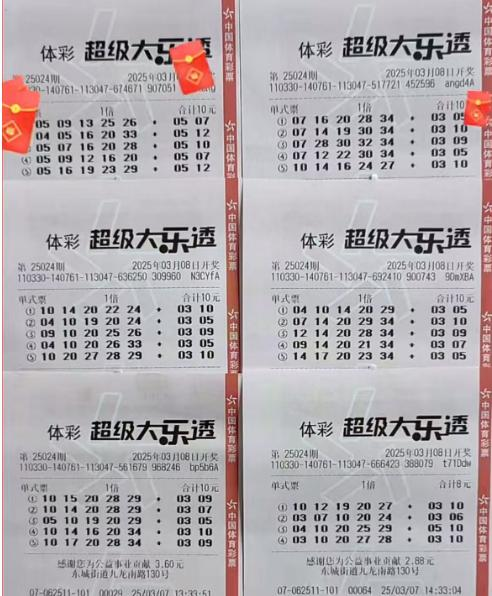 体彩 超级大乐透
第 25024期 2025年03月08日开奖
110330-140761-113047-674671 907051
1倍 合计10元
05 09 13 25 26 + 05 07
04 05 16 20 33 + 05 12
05 07 16 20 28 + 05 10
④ 05 09 12 16 20 + 05 07
⑤ 05 16 19 23 29 + 05 12
体彩 超级大乐透
第 25024期 2025年03月08日开奖
110330-140761-113047-517721 452596 angd4A
单式票 1倍 合计10元
① 07 16 20 28 34 + 03
② 07 14 19 30 34 + 03 10
③ 07 28 30 32 34 + 03 09
④ 07 12 22 30 34 + 03 05
⑤ 10 14 16 24 27 + 03 10
体彩 超级大乐透
第 25024期 2025年03月08日开奖
110330-140761-113047-636250 309960 N3CYfA
单式票 1倍 合计10元
① 10 14 20 22 24 + 03 10
② 04 10 19 20 24 + 03 05
③ 09 10 20 25 26 + 03 09
④ 04 10 20 26 33 + 03 05
⑤ 10 20 27 28 29 + 03 10
体彩 超级大乐透
第 25024期 2025年03月08日开奖
110330-140761-113047-692410 900743 90mXBA
单式票 1倍 合计10元
① 04 10 14 20 29 + 03 05
② 07 14 20 29 34 + 03 10
③ 12 14 20 28 34 + 03 09
④ 09 14 20 21 34 + 03 07
⑤ 14 17 20 23 34 + 03 05
体彩 超级大乐透
第 25024期 2025年03月08日开奖
110330-140761-113047-561679 968246 bp5b6A
单式票 1倍 合计10元
① 10 15 20 28 29 + 03 09
② 10 14 20 28 29 + 03 07
③ 05 10 19 20 29 + 03 05
④ 10 14 16 20 34 + 03 10
⑤ 10 17 20 28 34 + 03 09
感谢您为公益事业贡献 3.60元
东城街道九龙南路130号
07-062511-101 00029 25/03/07 13:33:51
体彩 超级大乐透
第 25024期 2025年03月08日开奖
110330-140761-113047-666423 388079 t71Ddw
单式票 1倍 合计8元
① 10 12 19 20 27 + 03 10
② 03 07 10 20 24 + 05 06
③ 04 10 20 25 29 + 05 10
④ 03 10 20 27 28 + 03 10
感谢您为公益事业贡献 2.88元
东城街道九龙南路130号
07-062511-101 00064 25/03/07 14:33:04
中国体育彩票
中国体育彩票
中国体育彩票
中国体育彩票
中国体育彩票
中国体育彩票